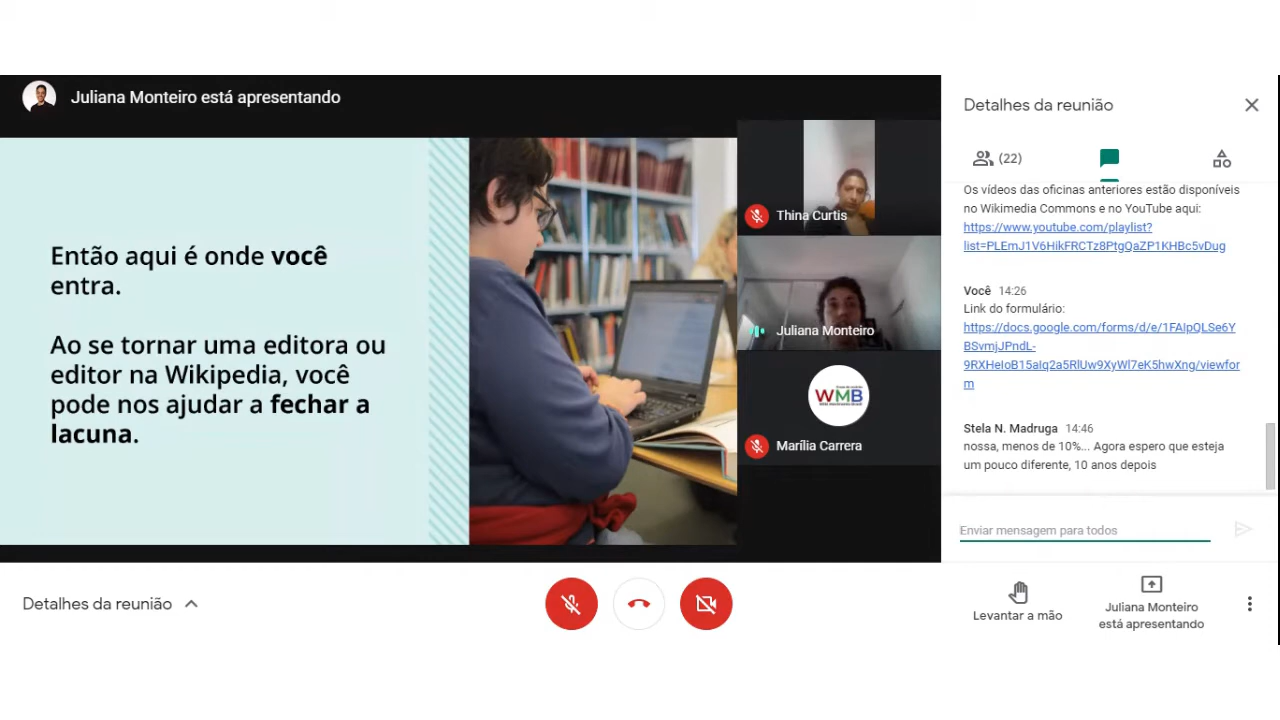 Juliana Monteiro está apresentando
Então aqui é onde você
entra.
Ao se tornar uma editora ou
editor na Wikipedia, você
pode nos ajudar a fechar a
lacuna.
Thina Curtis
Juliana Monteiro
WMB
Marília Carrera
Detalhes da reunião
(22)
Os vídeos das oficinas anteriores estão disponíveis
no Wikimedia Commons e no YouTube aqui:
https://www.youtube.com/playlist?
list=PLEmJ1V6HikFRCTz8PtgQaZP1KHBc5vDug
Você 14:26
Link do formulário:
https://docs.google.com/forms/d/e/1FAIpQLSe6Y
BSvmjJPndL-
9RXHeIoB15aIq2a5RlUw9XyWl7eK5hwXng/viewfor
m
Stela N. Madruga 14:46
nossa, menos de 10%... Agora espero que esteja
um pouco diferente, 10 anos depois
Enviar mensagem para todos
Detalhes da reunião
Levantar a mão
Juliana Monteiro
está apresentando